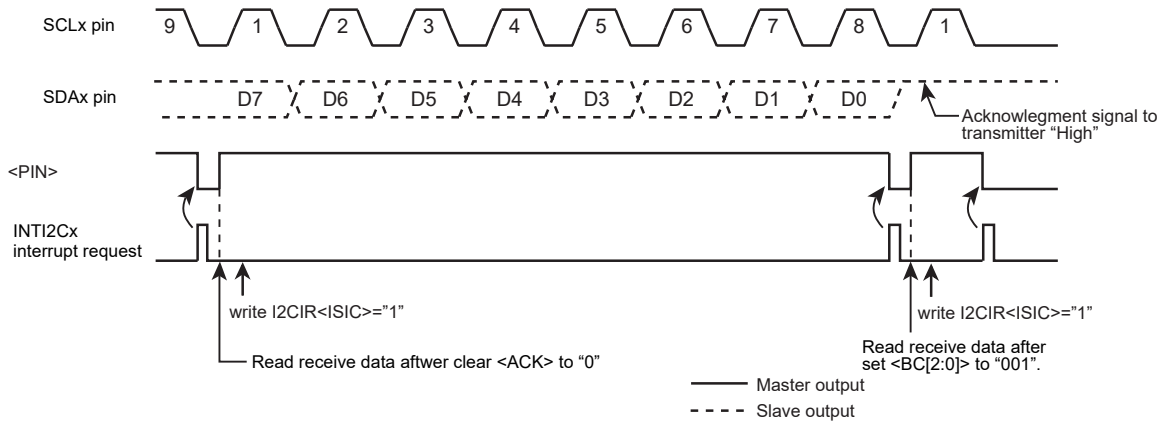 SCLx pin
9 1 2 3 4 5 6 7 8 1
SDAx pin
D7 D6 D5 D4 D3 D2 D1 D0
Acknowlegment signal to
transmitter “High”
<PIN>
INTI2Cx
interrupt request
write I2CIR<ISIC>=”1”
write I2CIR<ISIC>=”1”
Read receive data aftwer clear <ACK> to “0”
Read receive data after
set <BC[2:0]> to “001”.
Master output
Slave output